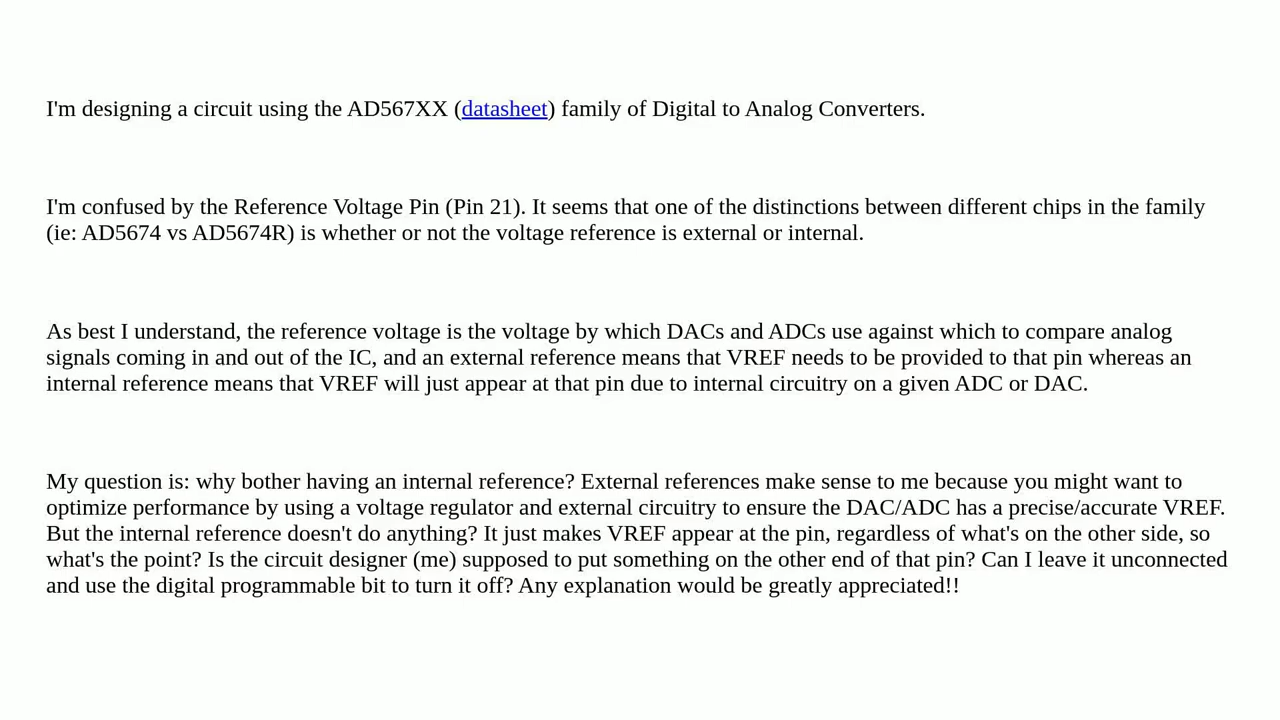 I'm designing a circuit using the AD567XX (datasheet) family of Digital to Analog Converters.
I'm confused by the Reference Voltage Pin (Pin 21). It seems that one of the distinctions between different chips in the family
(ie: AD5674 vs AD5674R) is whether or not the voltage reference is external or internal.
As best I understand, the reference voltage is the voltage by which DACs and ADCs use against which to compare analog
signals coming in and out of the IC, and an external reference means that VREF needs to be provided to that pin whereas an
internal reference means that VREF will just appear at that pin due to internal circuitry on a given ADC or DAC.
My question is: why bother having an internal reference? External references make sense to me because you might want to
optimize performance by using a voltage regulator and external circuitry to ensure the DAC/ADC has a precise/accurate VREF.
But the internal reference doesn't do anything? It just makes VREF appear at the pin, regardless of what's on the other side, so
what's the point? Is the circuit designer (me) supposed to put something on the other end of that pin? Can I leave it unconnected
and use the digital programmable bit to turn it off? Any explanation would be greatly appreciated!!